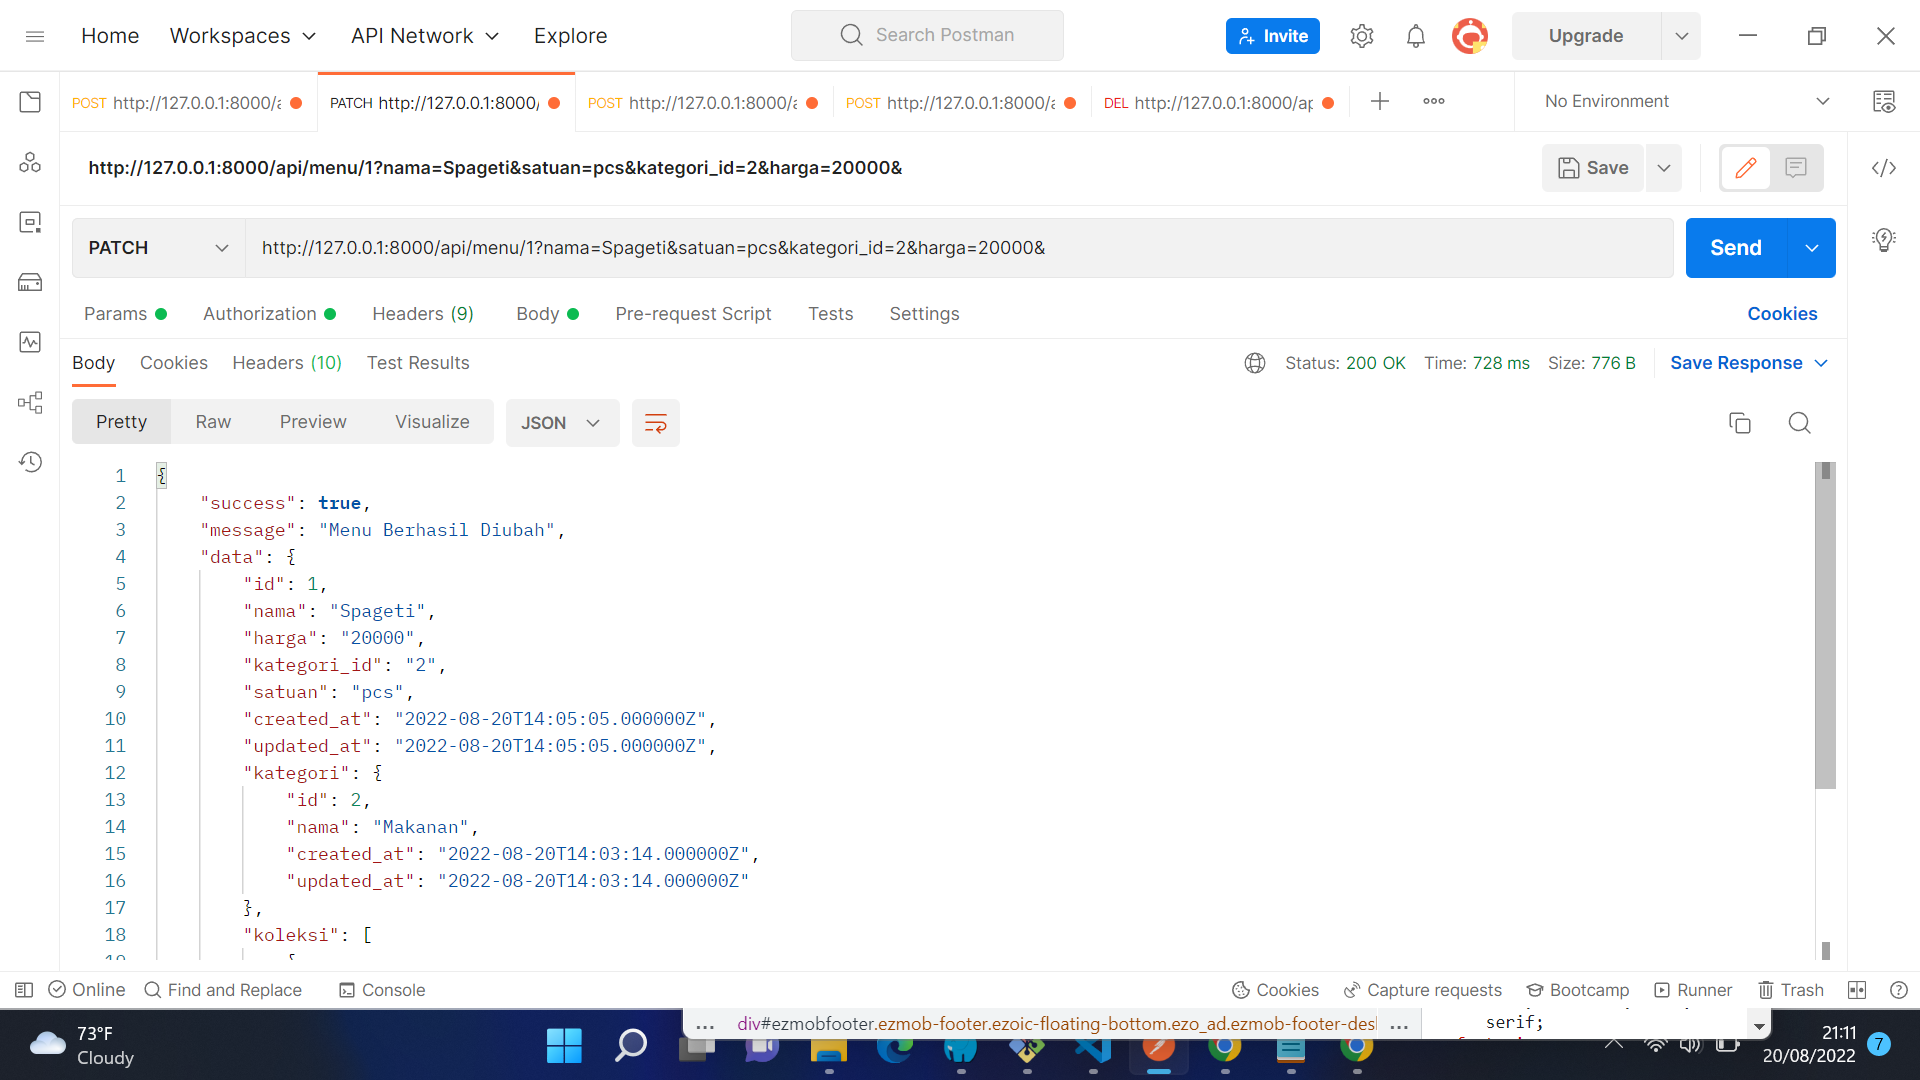 Home Workspaces API Network Explore Search Postman Invite Upgrade
POST http://127.0.0.1:8000/a PATCH http://127.0.0.1:8000/ POST http://127.0.0.1:8000/a POST http://127.0.0.1:8000/a DEL http://127.0.0.1:8000/ap No Environment
http://127.0.0.1:8000/api/menu/1?nama=Spageti&satuan=pcs&kategori_id=2&harga=20000& Save
PATCH http://127.0.0.1:8000/api/menu/1?nama=Spageti&satuan=pcs&kategori_id=2&harga=20000& Send
Params Authorization Headers (9) Body Pre-request Script Tests Settings Cookies
Body Cookies Headers (10) Test Results Status: 200 OK Time: 728 ms Size: 776 B Save Response
Pretty Raw Preview Visualize JSON
1 {
2 "success": true,
3 "message": "Menu Berhasil Diubah",
4 "data": {
5 "id": 1,
6 "nama": "Spageti",
7 "harga": "20000",
8 "kategori_id": "2",
9 "satuan": "pcs",
10 "created_at": "2022-08-20T14:05:05.000000Z",
11 "updated_at": "2022-08-20T14:05:05.000000Z",
12 "kategori": {
13 "id": 2,
14 "nama": "Makanan",
15 "created_at": "2022-08-20T14:03:14.000000Z",
16 "updated_at": "2022-08-20T14:03:14.000000Z"
17 },
18 "koleksi": [
19 {
Online Find and Replace Console Cookies Capture requests Bootcamp Runner Trash
... div#ezmobfooter.ezmob-footer.ezoic-floating-bottom.ezo_ad.ezmob-footer-des ... serif;
73°F
Cloudy
21:11
20/08/2022 7